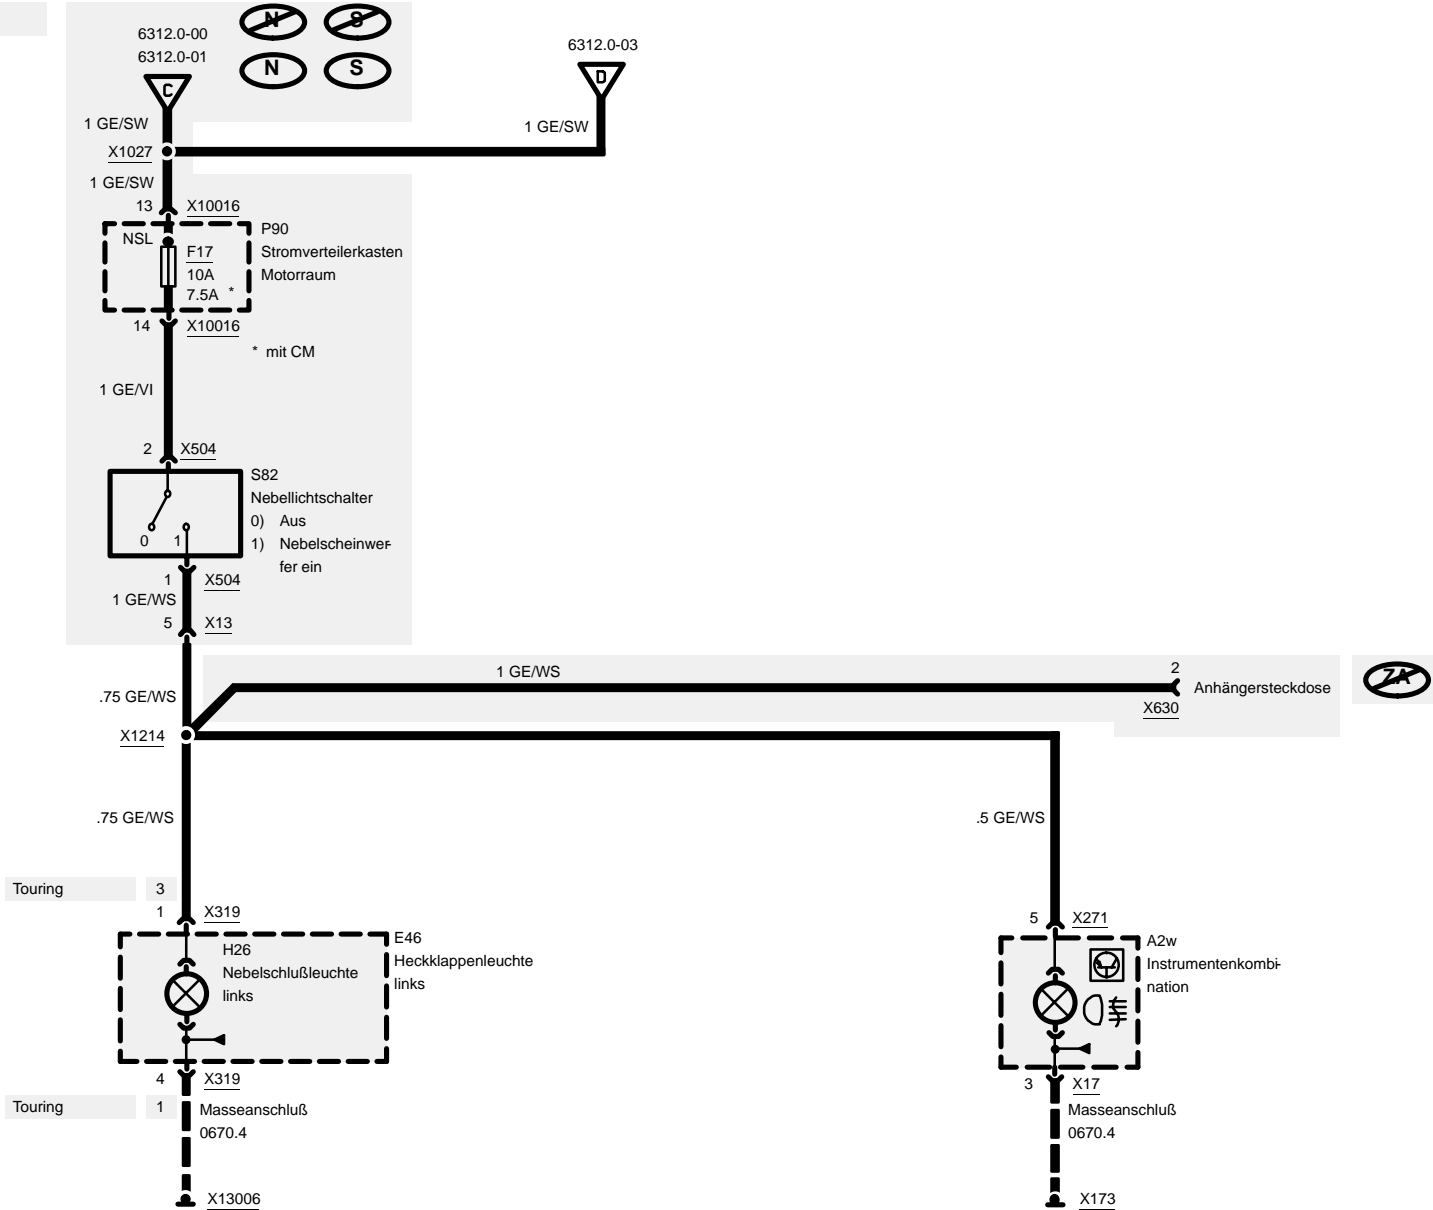 6312.0-00
6312.0-01
N
S
N
S
C
6312.0-03
D
1 GE/SW
1 GE/SW
X1027
1 GE/SW
13
X10016
NSL
F17
10A
7.5A *
P90
Stromverteilerkasten
Motorraum
14
X10016
* mit CM
1 GE/VI
2
X504
S82
Nebellichtschalter
0) Aus
1) Nebelscheinwer-
fer ein
0
1
1
X504
1 GE/WS
5
X13
1 GE/WS
2
Anhängersteckdose
X630
ZA
.75 GE/WS
X1214
.75 GE/WS
.5 GE/WS
Touring
3
1
X319
H26
Nebelschlußleuchte
links
E46
Heckklappenleuchte
links
5
X271
A2w
Instrumentenkombi-
nation
4
X319
Touring
1
Masseanschluß
0670.4
X13006
3
X17
Masseanschluß
0670.4
X173